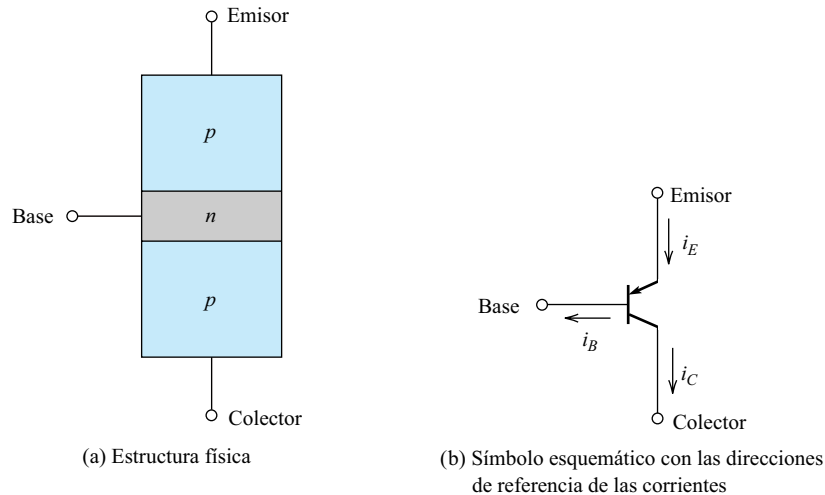 Emisor
p
Base
n
p
Colector
(a) Estructura física
Emisor
i_E
Base
i_B
i_C
Colector
(b) Símbolo esquemático con las direcciones
de referencia de las corrientes